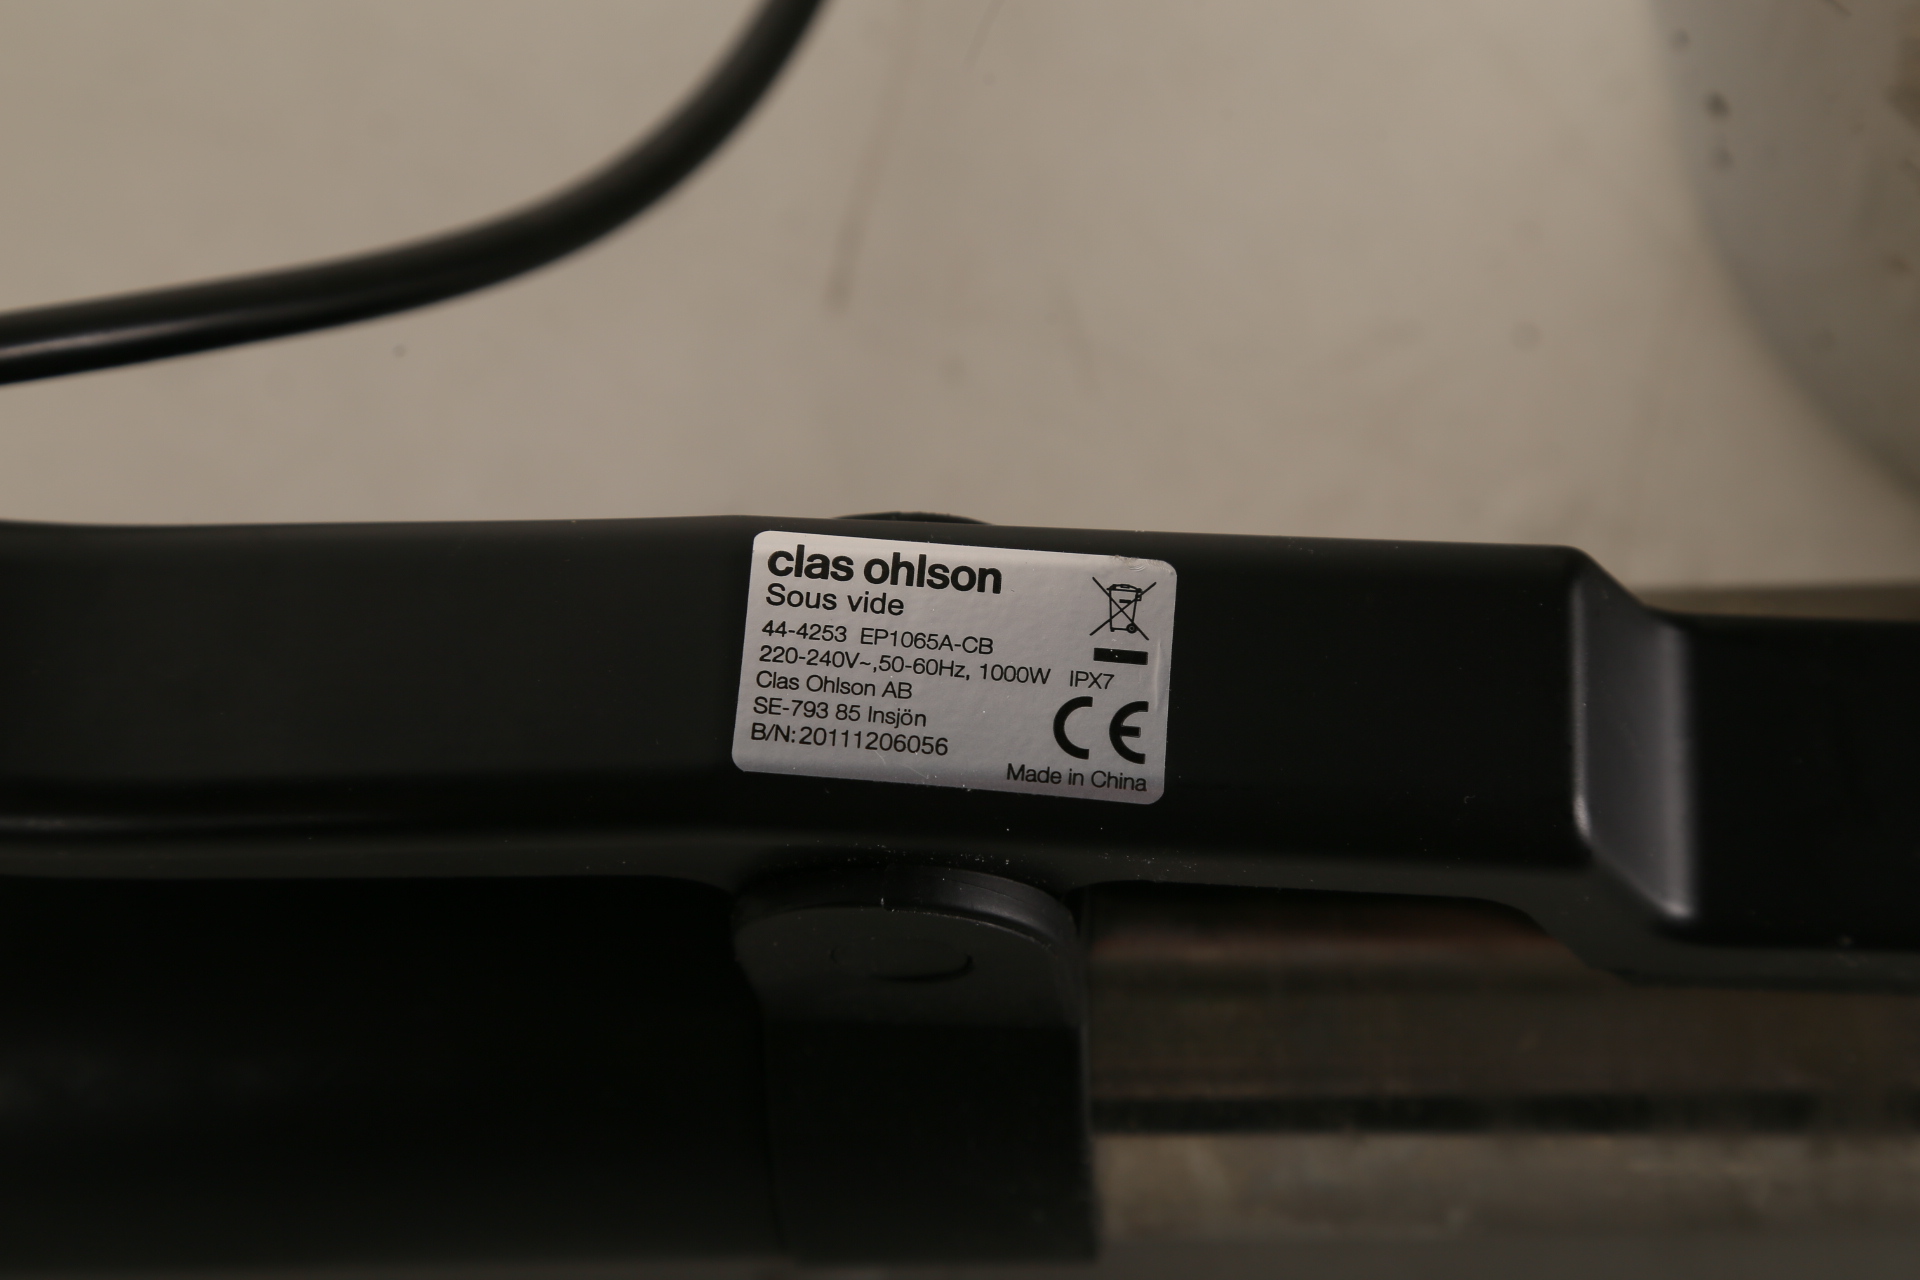 clas ohlson
Sous vide
44-4253 EP1065A-CB
220-240V~,50-60Hz, 1000W IPX7
Clas Ohlson AB
SE-793 85 Insjön
B/N:20111206056
CE
Made in China